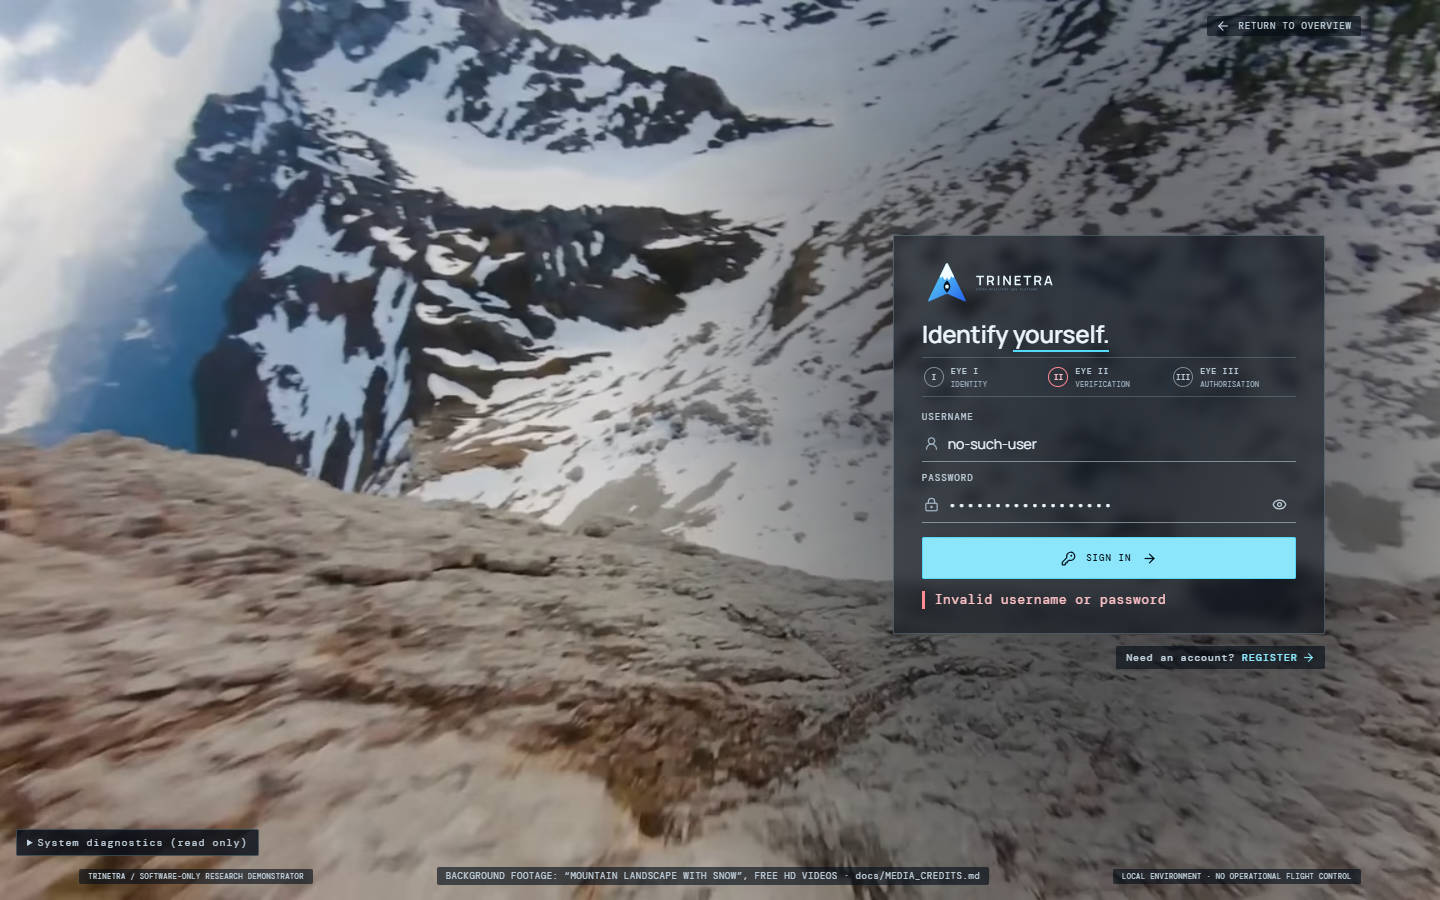 RETURN TO OVERVIEW
TRINETRA
Identify yourself.
I EYE I IDENTITY
II EYE II VERIFICATION
III EYE III AUTHORISATION
USERNAME
no-such-user
PASSWORD
••••••••••••••••••
SIGN IN
Invalid username or password
Need an account? REGISTER
System diagnostics (read only)
TRINETRA / SOFTWARE-ONLY RESEARCH DEMONSTRATOR
BACKGROUND FOOTAGE: “MOUNTAIN LANDSCAPE WITH SNOW”, FREE HD VIDEOS · docs/MEDIA_CREDITS.md
LOCAL ENVIRONMENT · NO OPERATIONAL FLIGHT CONTROL